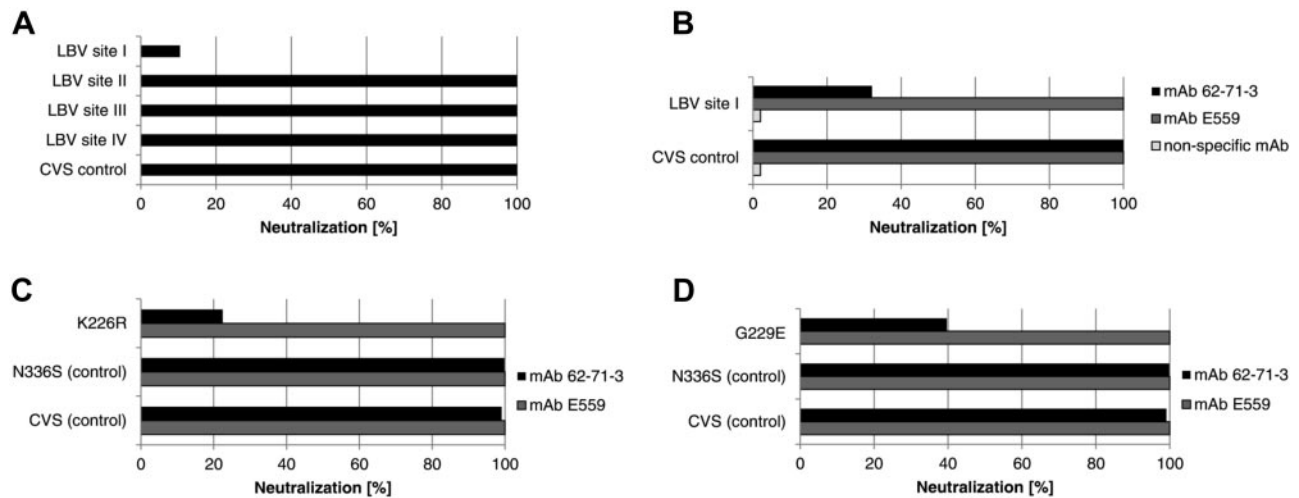 A
LBV site I
LBV site II
LBV site III
LBV site IV
CVS control
0 20 40 60 80 100
Neutralization [%]
B
LBV site I
CVS control
0 20 40 60 80 100
Neutralization [%]
mAb 62-71-3
mAb E559
non-specific mAb
C
K226R
N336S (control)
CVS (control)
0 20 40 60 80 100
Neutralization [%]
mAb 62-71-3
mAb E559
D
G229E
N336S (control)
CVS (control)
0 20 40 60 80 100
Neutralization [%]
mAb 62-71-3
mAb E559